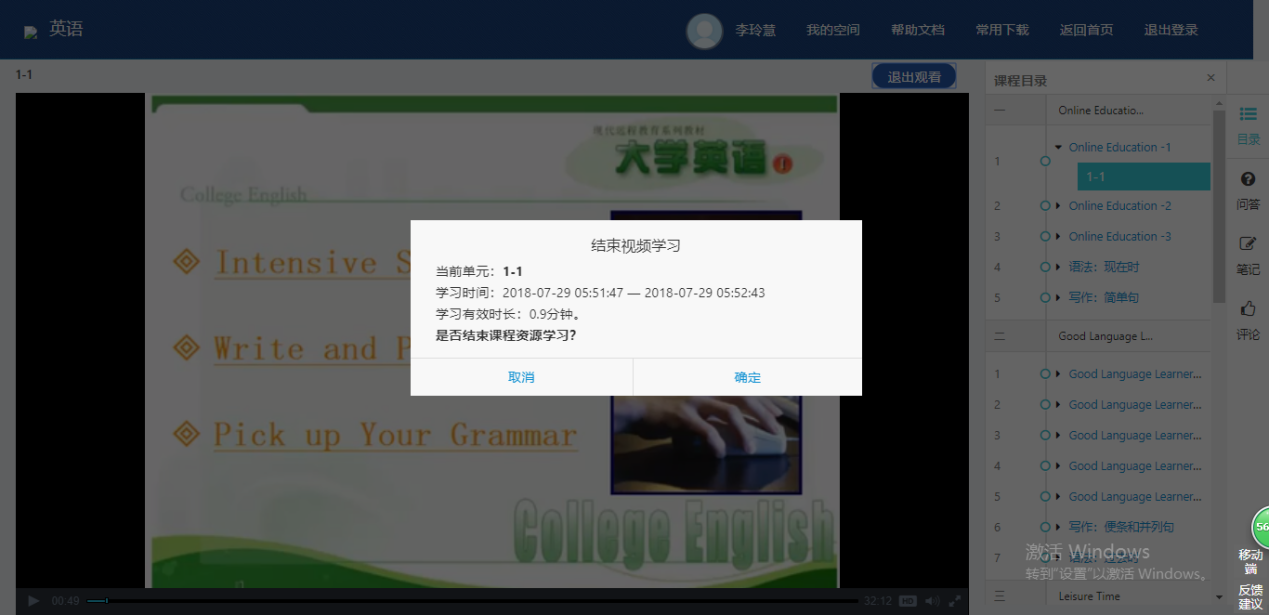 英语
李玲慧
我的空间
帮助文档
常用下载
返回首页
退出登录
1-1
退出观看
现代远程教育系列教材
大学英语 1
College English
Intensive S
Write and P
Pick up Your Grammar
College English
结束视频学习
当前单元：1-1
学习时间：2018-07-29 05:51:47 — 2018-07-29 05:52:43
学习有效时长：0.9分钟。
是否结束课程资源学习?
取消
确定
00:49
32:12
HD
课程目录
×
一 Online Educatio...
1 Online Education -1
1-1
2 Online Education -2
3 Online Education -3
4 语法：现在时
5 写作：简单句
二 Good Language L...
1 Good Language Learner...
2 Good Language Learner...
3 Good Language Learner...
4 Good Language Learner...
5 Good Language Learner...
6 写作：便条和并列句
7 语法：过去时
三 Leisure Time
目录
问答
笔记
评论
激活 Windows
转到"设置"以激活 Windows。
56
移动
端
反馈
建议